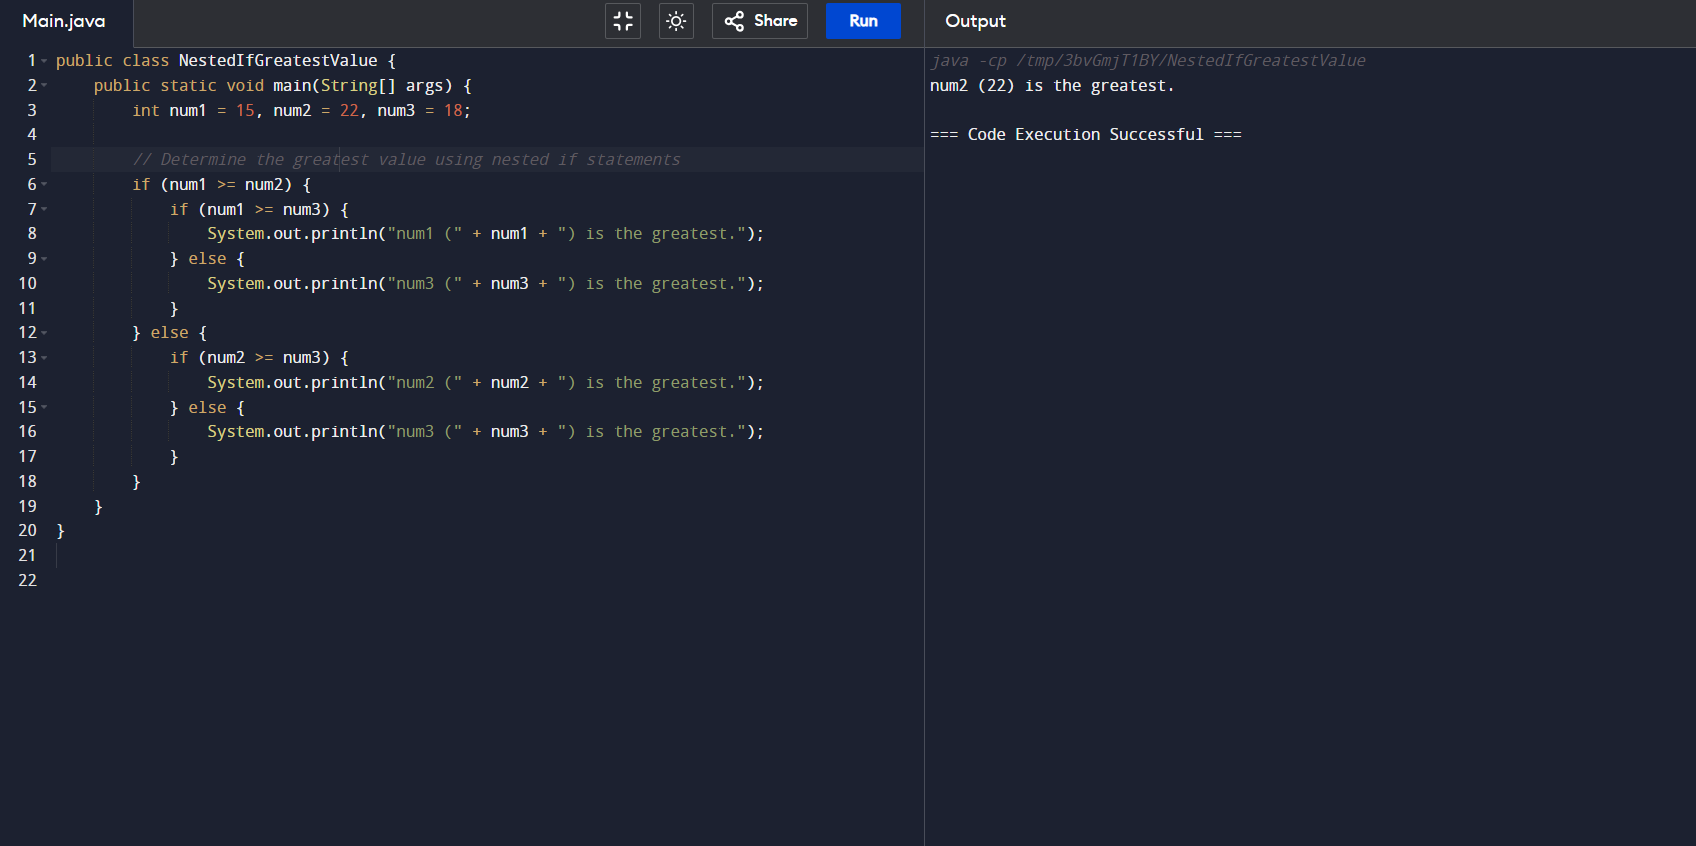 Main.java
Share
Run
Output
1 public class NestedIfGreatestValue {
2     public static void main(String[] args) {
3         int num1 = 15, num2 = 22, num3 = 18;
4
5         // Determine the greatest value using nested if statements
6         if (num1 >= num2) {
7             if (num1 >= num3) {
8                 System.out.println("num1 (" + num1 + ") is the greatest.");
9             } else {
10                 System.out.println("num3 (" + num3 + ") is the greatest.");
11             }
12         } else {
13             if (num2 >= num3) {
14                 System.out.println("num2 (" + num2 + ") is the greatest.");
15             } else {
16                 System.out.println("num3 (" + num3 + ") is the greatest.");
17             }
18         }
19     }
20 }
21
22
java -cp /tmp/3bvGmjT1BY/NestedIfGreatestValue
num2 (22) is the greatest.
=== Code Execution Successful ===